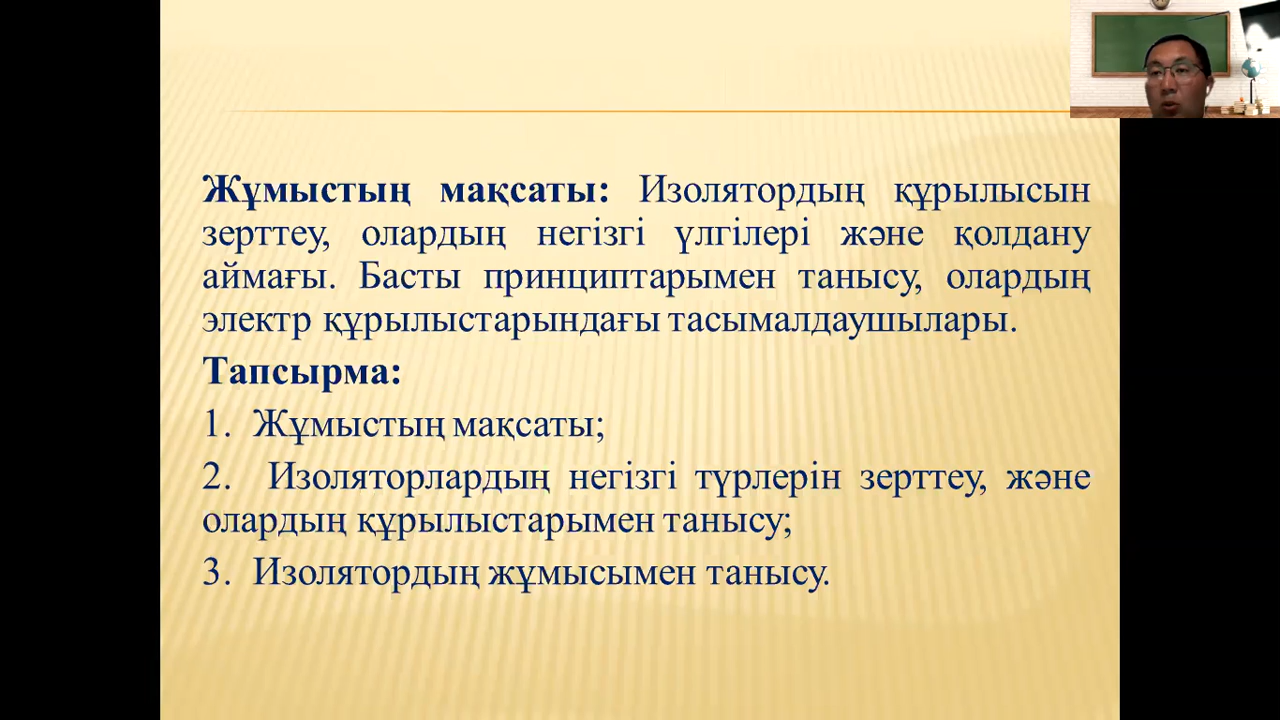 Жұмыстың мақсаты: Изолятордың құрылысын
зерттеу, олардың негізгі үлгілері және қолдану
аймағы. Басты принциптарымен танысу, олардың
электр құрылыстарындағы тасымалдаушылары.
Тапсырма:
1. Жұмыстың мақсаты;
2. Изоляторлардың негізгі түрлерін зерттеу, және
олардың құрылыстарымен танысу;
3. Изолятордың жұмысымен танысу.